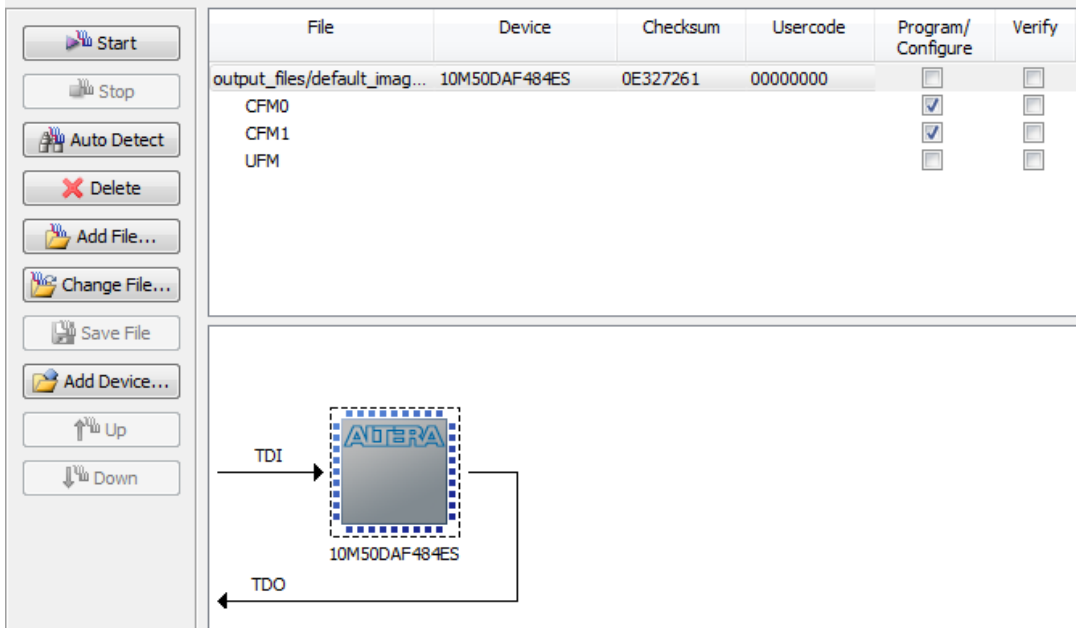 Start
Stop
Auto Detect
Delete
Add File...
Change File...
Save File
Add Device...
Up
Down
File Device Checksum Usercode Program/ Configure Verify
output_files/default_imag... 10M50DAF484ES 0E327261 00000000
CFM0
CFM1
UFM
ALTERA
TDI
10M50DAF484ES
TDO